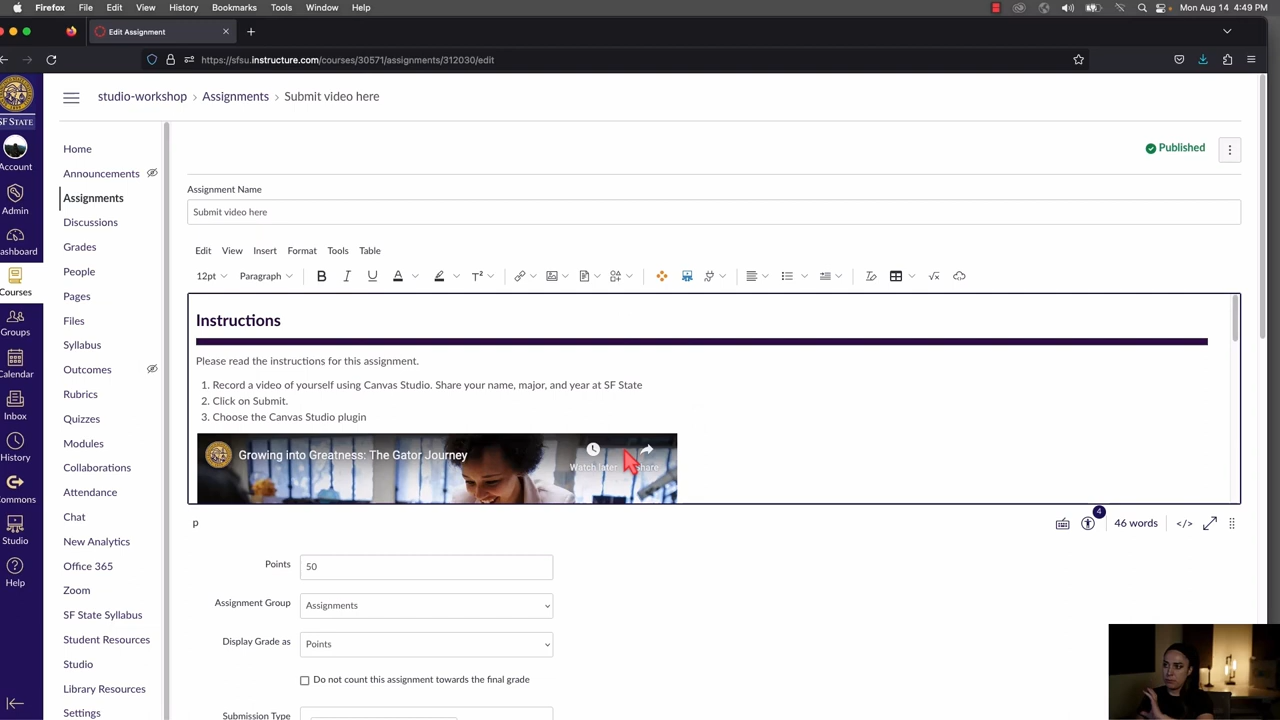 Firefox File Edit View History Bookmarks Tools Window Help Mon Aug 14 4:49 PM
Edit Assignment
https://sfsu.instructure.com/courses/30571/assignments/312030/edit
SF STATE
Account
Admin
ashboard
Courses
Groups
Calendar
Inbox
History
Commons
Studio
Help
studio-workshop > Assignments > Submit video here
Home
Announcements
Assignments
Discussions
Grades
People
Pages
Files
Syllabus
Outcomes
Rubrics
Quizzes
Modules
Collaborations
Attendance
Chat
New Analytics
Office 365
Zoom
SF State Syllabus
Student Resources
Studio
Library Resources
Settings
Published
Assignment Name
Submit video here
Edit View Insert Format Tools Table
12pt Paragraph B I U A T²
Instructions
Please read the instructions for this assignment.
1. Record a video of yourself using Canvas Studio. Share your name, major, and year at SF State
2. Click on Submit.
3. Choose the Canvas Studio plugin
Growing into Greatness: The Gator Journey
Watch later Share
p 4 46 words </>
Points 50
Assignment Group Assignments
Display Grade as Points
Do not count this assignment towards the final grade
Submission Type